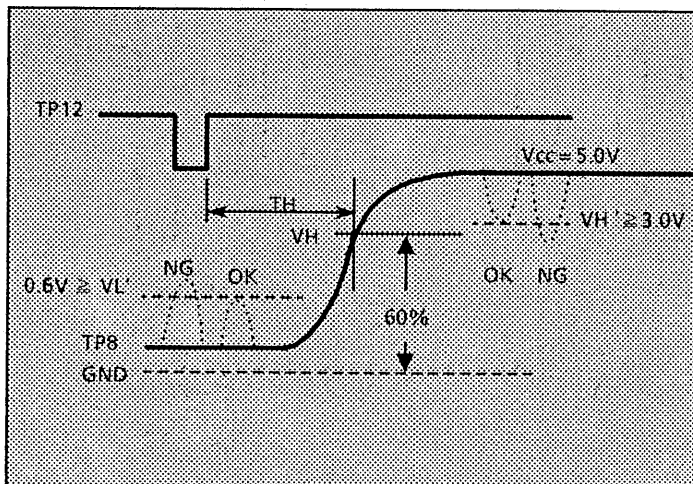 TP12
Vcc=5.0V
TH
VH
VH'≧3.0V
NG
OK
0.6V ≧ VL'
OK
NG
60%
TP8
GND